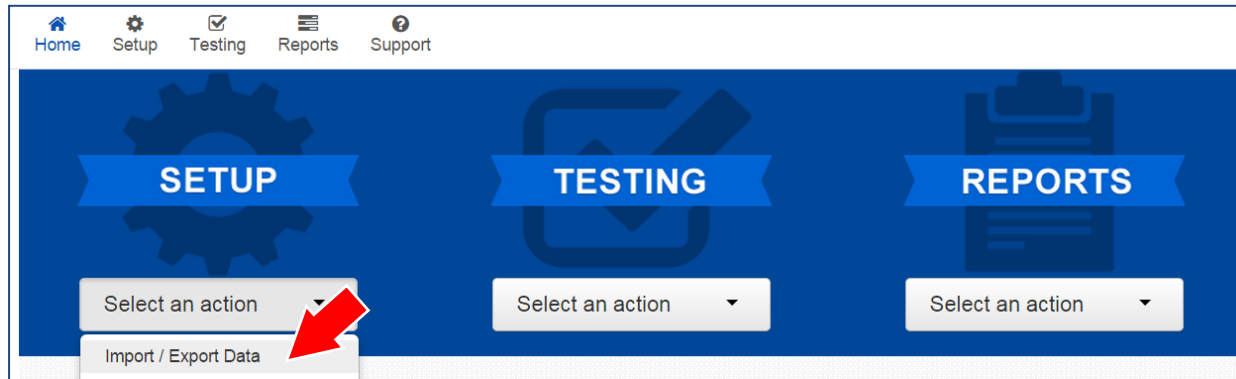 Home Setup Testing Reports Support
SETUP TESTING REPORTS
Select an action Select an action Select an action
Import / Export Data